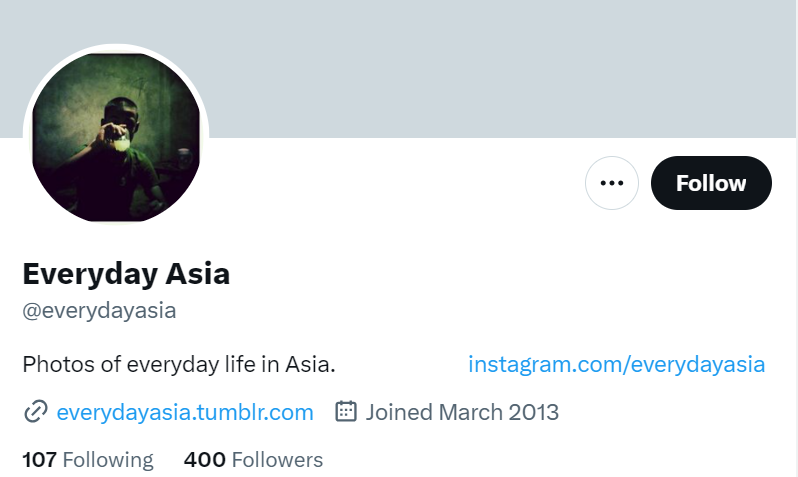 Follow
Everyday Asia
@everydayasia
Photos of everyday life in Asia. instagram.com/everydayasia
everydayasia.tumblr.com Joined March 2013
107 Following 400 Followers